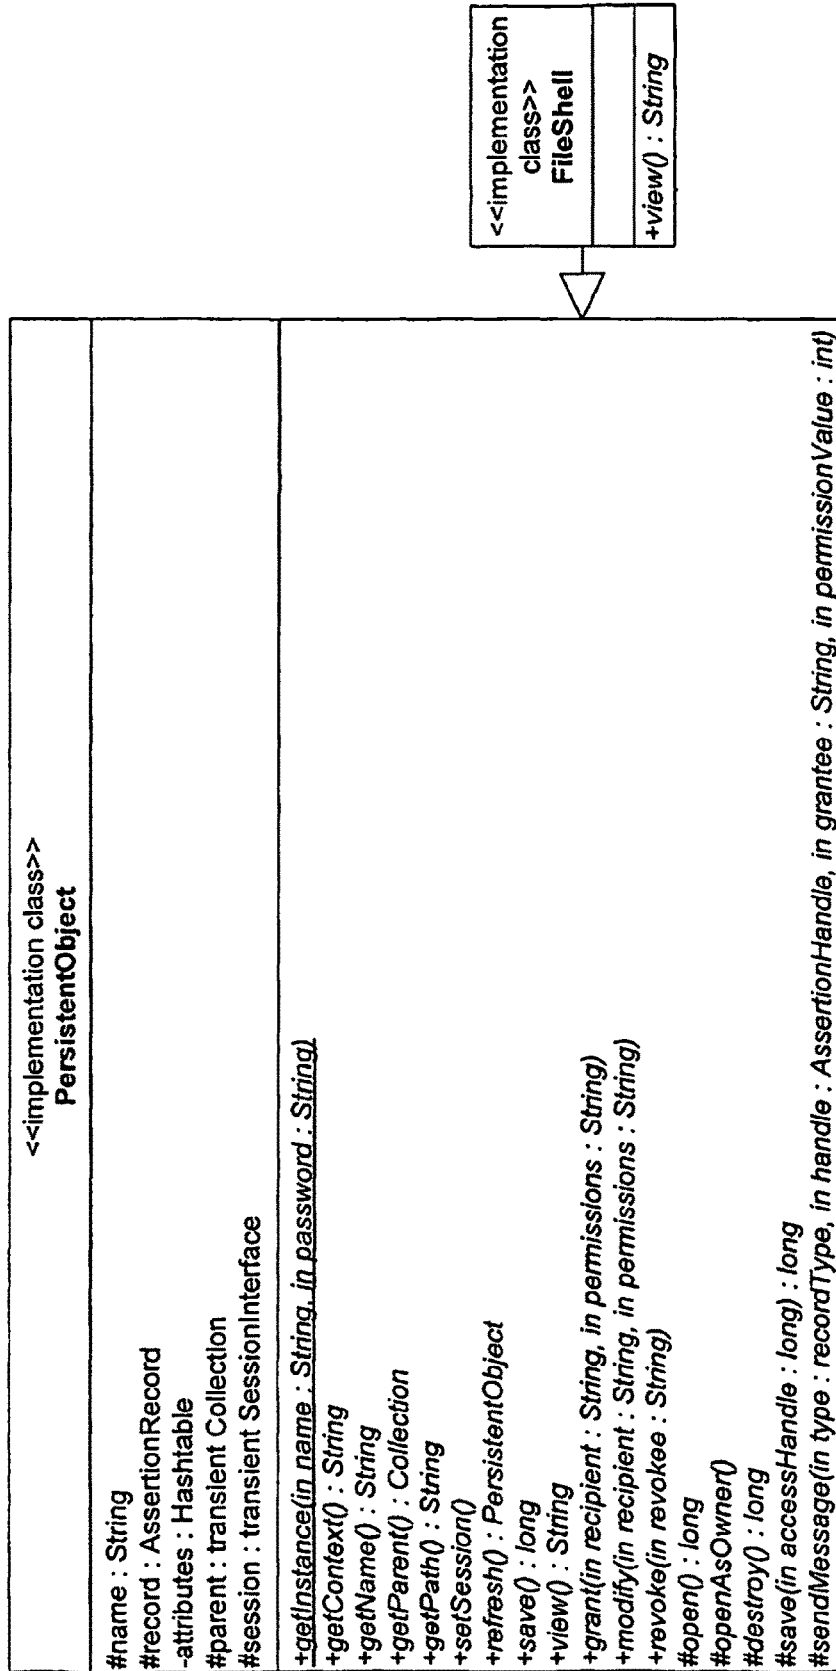 <<implementation class>>
PersistentObject
#name : String
#record : AssertionRecord
-attributes : Hashtable
#parent : transient Collection
#session : transient SessionInterface
+getInstance(in name : String, in password : String)
+getContext() : String
+getName() : String
+getParent() : Collection
+getPath() : String
+setSession()
+refresh() : PersistentObject
+save() : long
+view() : String
+grant(in recipient : String, in permissions : String)
+modify(in recipient : String, in permissions : String)
+revoke(in revokee : String)
#open() : long
#openAsOwner()
#destroy() : long
#save(in accessHandle : long) : long
#sendMessage(in type : recordType, in handle : AssertionHandle, in grantee : String, in permissionValue : int)
<<implementation
class>>
FileShell
+view() : String